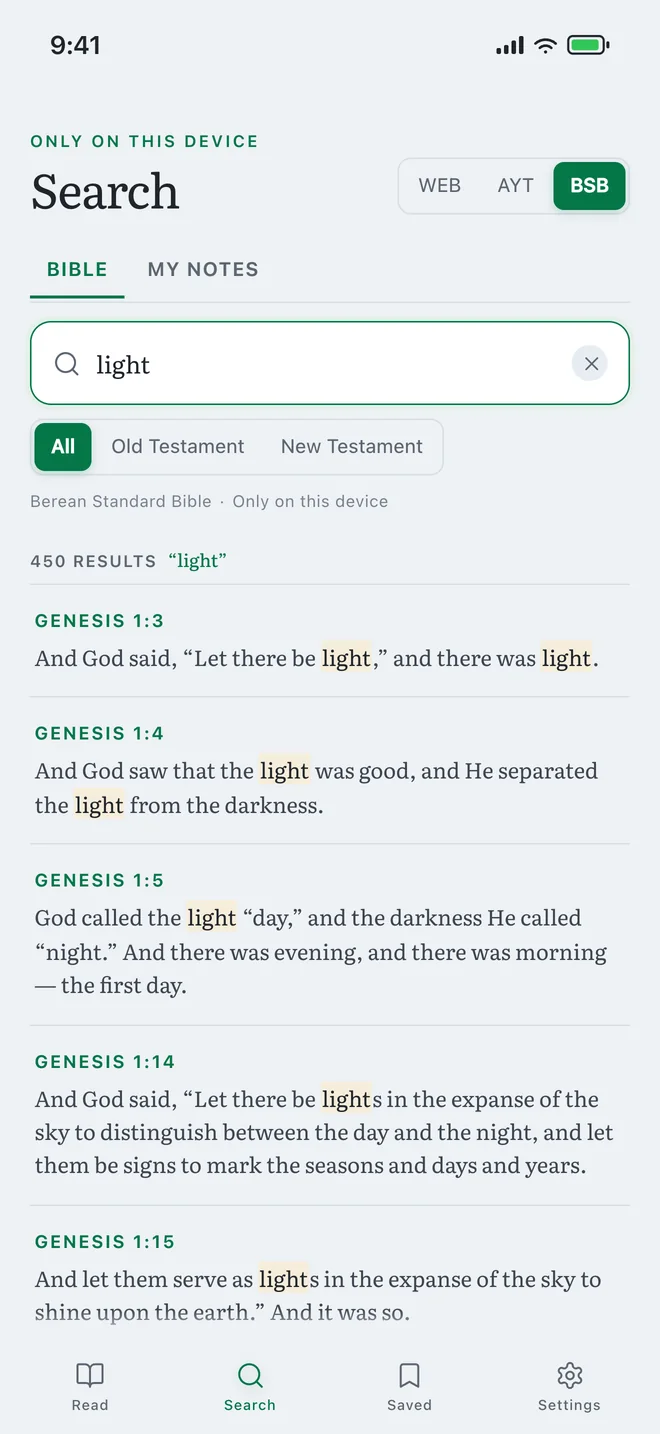 9:41
ONLY ON THIS DEVICE
Search
WEB AYT BSB
BIBLE MY NOTES
light
All Old Testament New Testament
Berean Standard Bible · Only on this device
450 RESULTS “light”
GENESIS 1:3
And God said, “Let there be light,” and there was light.
GENESIS 1:4
And God saw that the light was good, and He separated
the light from the darkness.
GENESIS 1:5
God called the light “day,” and the darkness He called
“night.” And there was evening, and there was morning
— the first day.
GENESIS 1:14
And God said, “Let there be lights in the expanse of the
sky to distinguish between the day and the night, and let
them be signs to mark the seasons and days and years.
GENESIS 1:15
And let them serve as lights in the expanse of the sky to
shine upon the earth.” And it was so.
Read Search Saved Settings